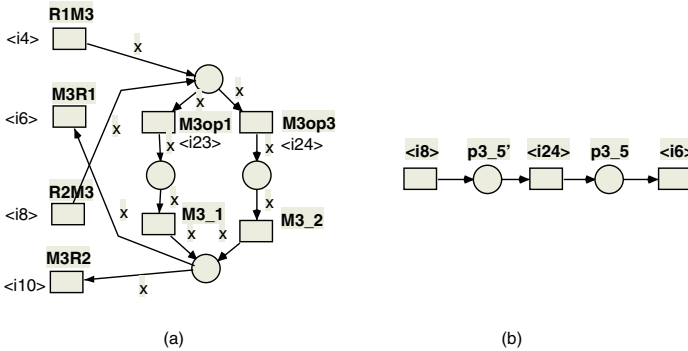 R1M3
<i4>
x
M3R1
<i6>
x
x
x
M3op1
<i23>
M3op3
<i24>
x
x
R2M3
<i8>
x
x
x
M3_1
M3_2
x
x
M3R2
<i10>
x
(a)
<i8> p3_5' <i24> p3_5 <i6>
(b)